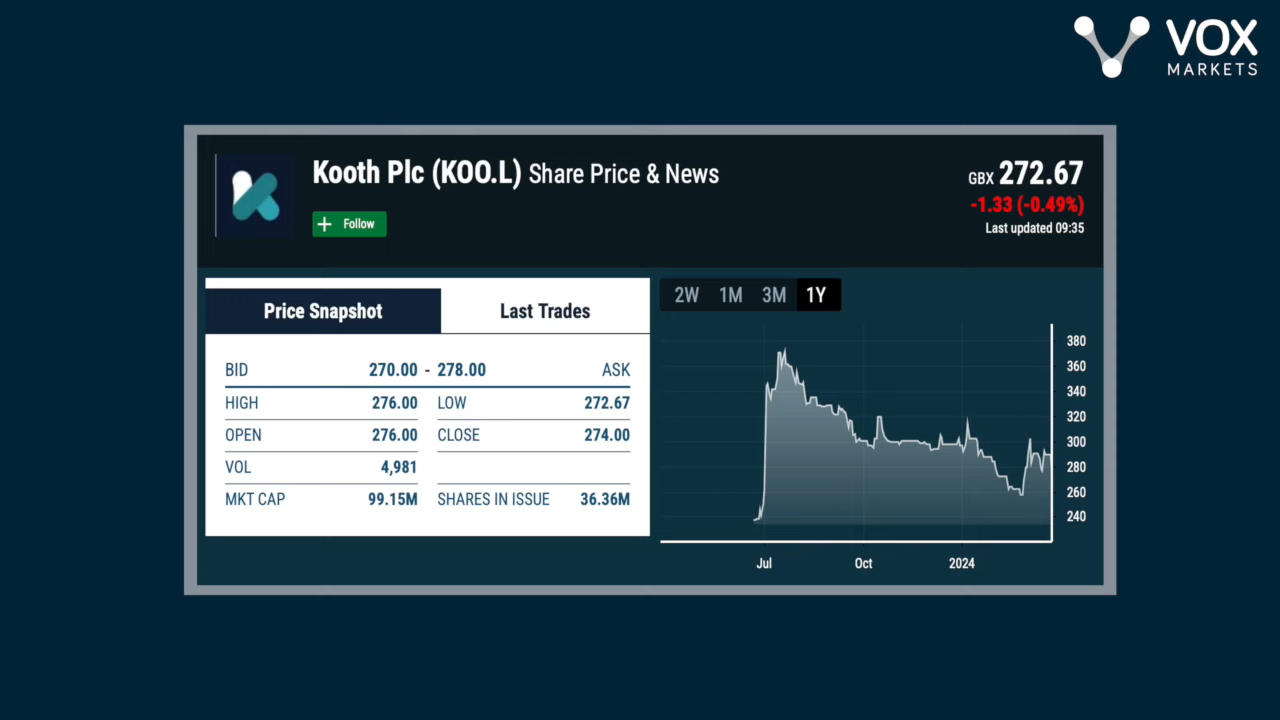 VOX
MARKETS
Kooth Plc (KOO.L) Share Price & News
+ Follow
GBX 272.67
-1.33 (-0.49%)
Last updated 09:35
Price Snapshot Last Trades
BID 270.00 - 278.00 ASK
HIGH 276.00 LOW 272.67
OPEN 276.00 CLOSE 274.00
VOL 4,981
MKT CAP 99.15M SHARES IN ISSUE 36.36M
2W 1M 3M 1Y
380
360
340
320
300
280
260
240
Jul Oct 2024